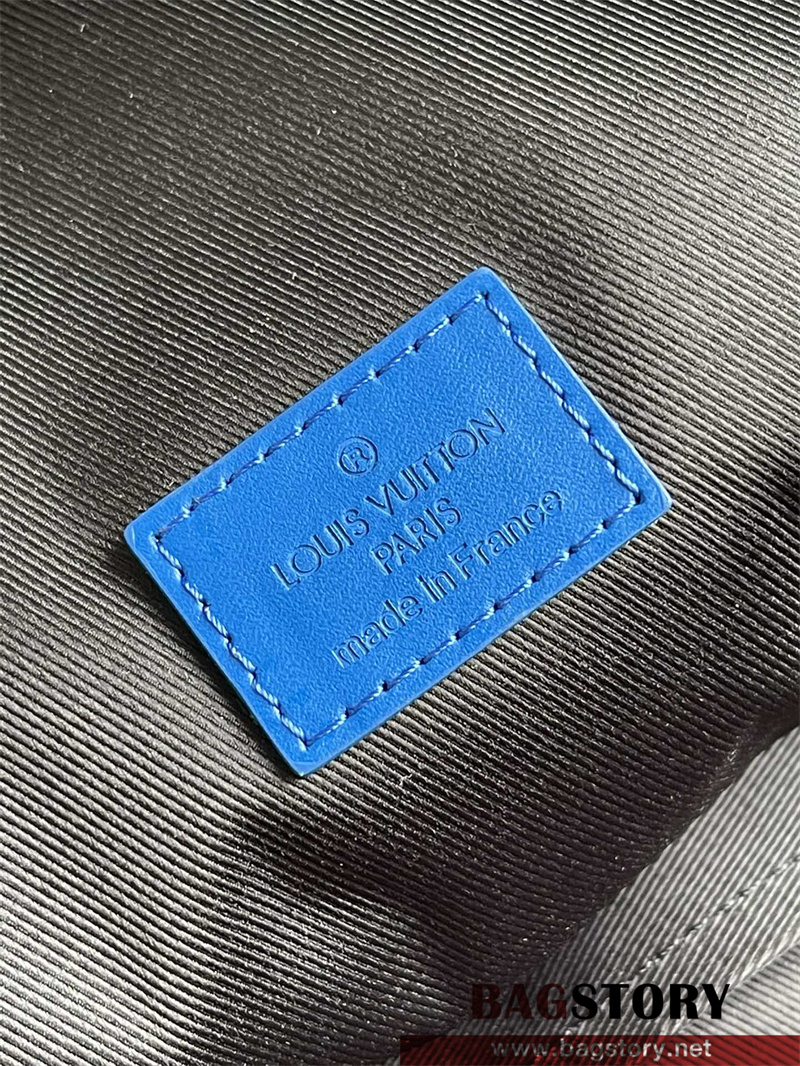 ®
LOUIS VUITTON
PARIS
made in France
BAGSTORY
www.bagstory.net